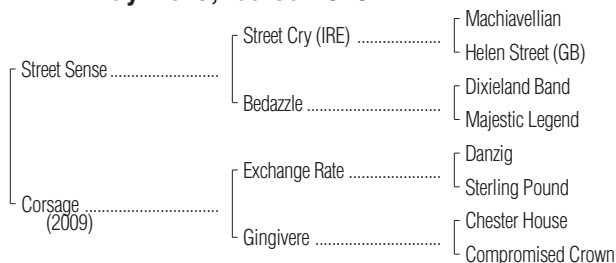 Street Cry (IRE)
Machiavellian
Helen Street (GB)
Street Sense
Bedazzle
Dixieland Band
Majestic Legend
Exchange Rate
Danzig
Sterling Pound
Corsage
(2009)
Gingivere
Chester House
Compromised Crown